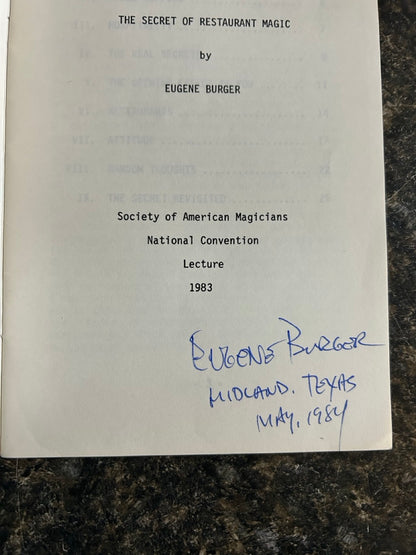 THE SECRET OF RESTAURANT MAGIC
by
EUGENE BURGER
Society of American Magicians
National Convention
Lecture
1983
EUGENE BURGER
MIDLAND, TEXAS
MAY, 1984